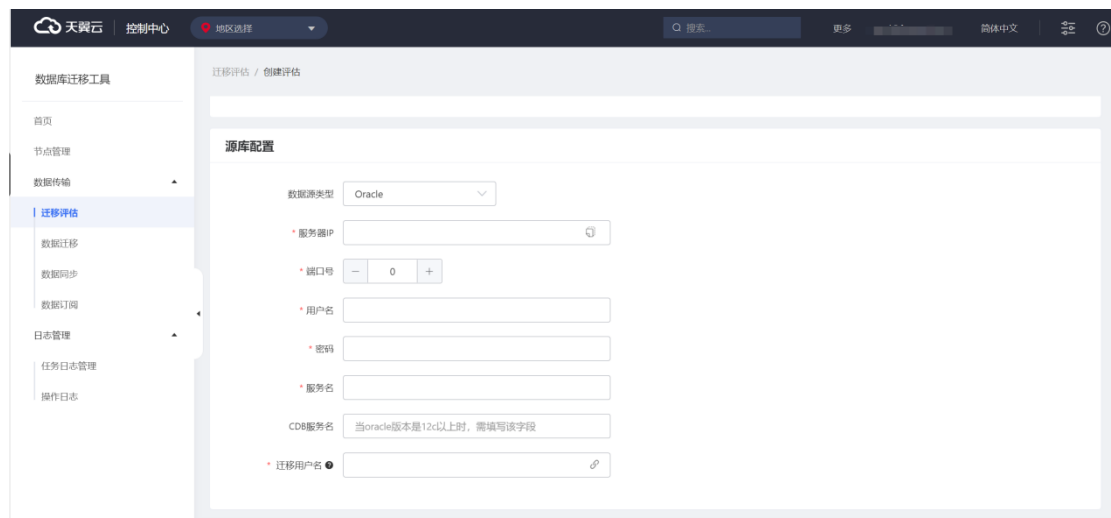 天翼云 控制中心 地区选择 搜索... 更多 简体中文
数据库迁移工具
首页
节点管理
数据传输
迁移评估
数据迁移
数据同步
数据订阅
日志管理
任务日志管理
操作日志
迁移评估 / 创建评估
源库配置
数据源类型 Oracle
* 服务器IP
* 端口号 − 0 +
* 用户名
* 密码
* 服务名
CDB服务名 当oracle版本是12c以上时，需填写该字段
* 迁移用户名